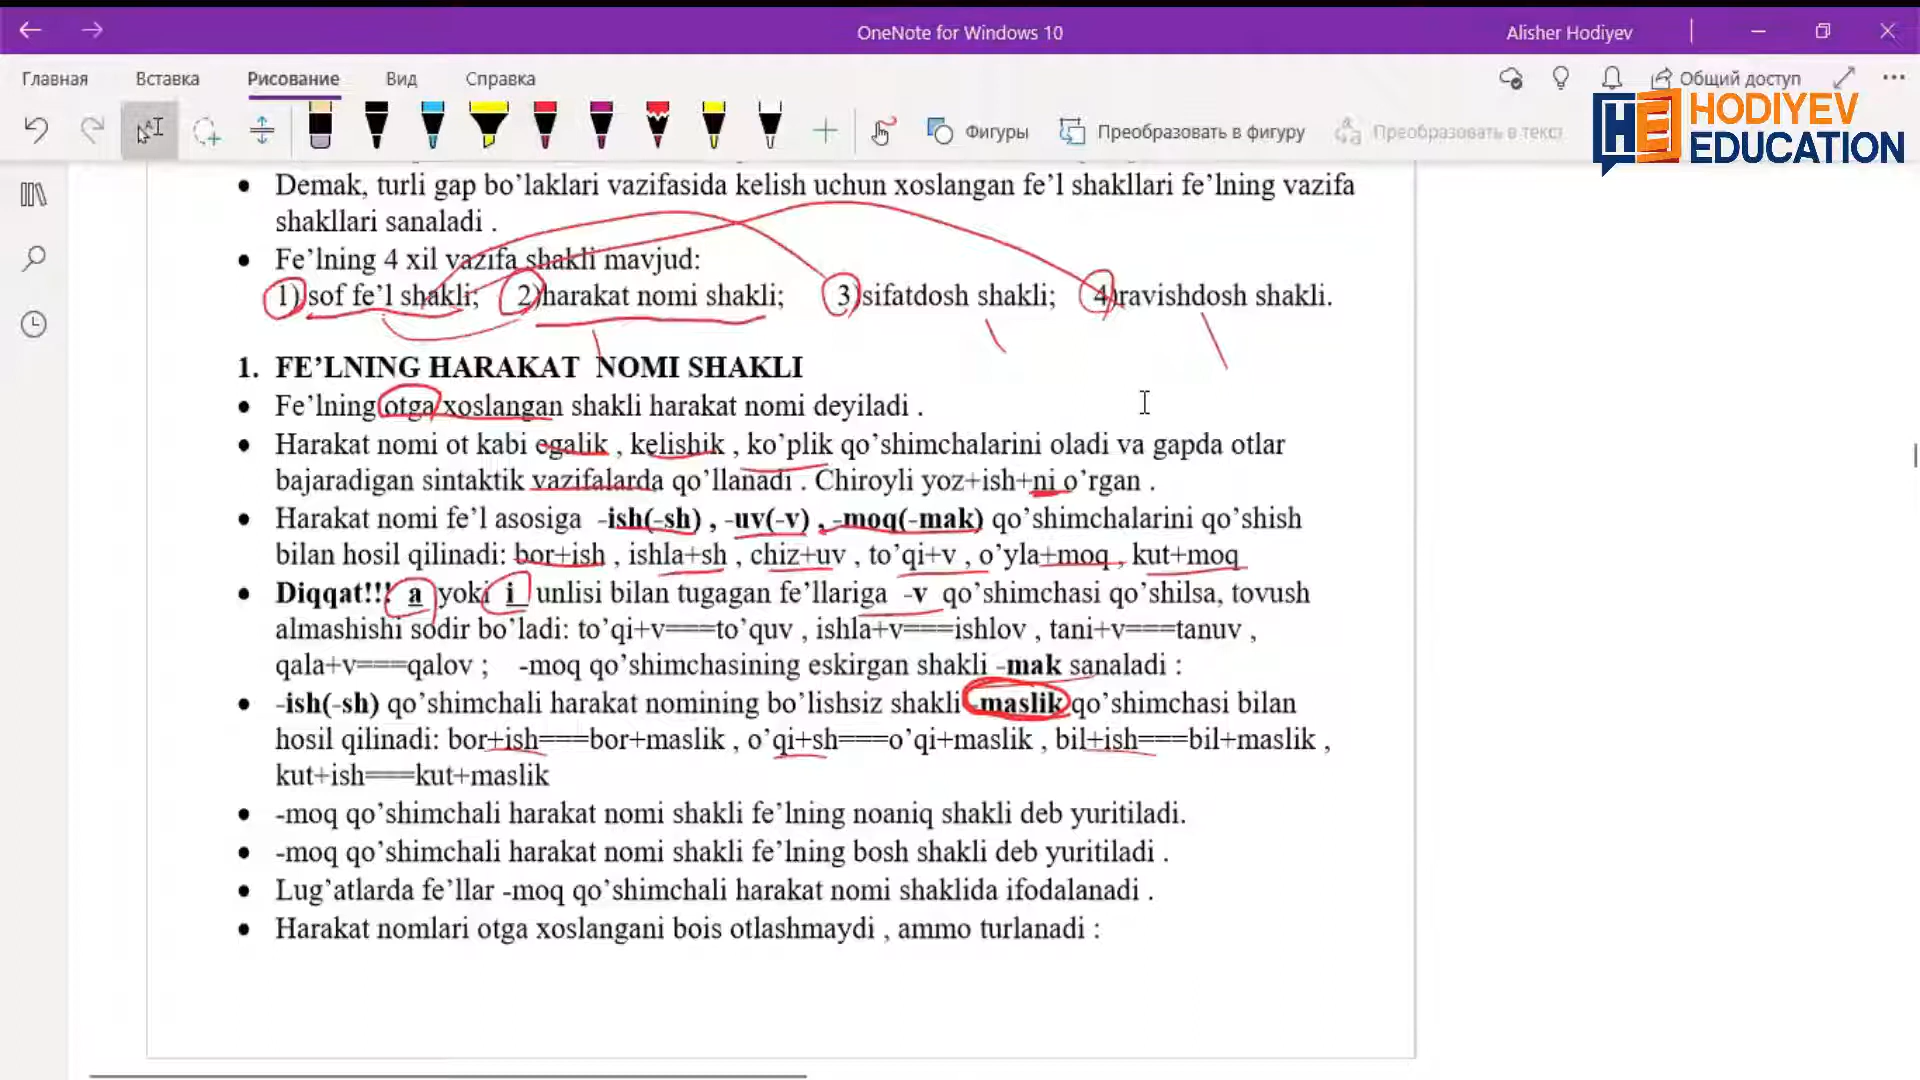 OneNote for Windows 10
Alisher Hodiyev
Главная Вставка Рисование Вид Справка
Общий доступ
Фигуры Преобразовать в фигуру Преобразовать в текст
HODIYEV
EDUCATION
• Demak, turli gap bo’laklari vazifasida kelish uchun xoslangan fe’l shakllari fe’lning vazifa
shakllari sanaladi .
• Fe’lning 4 xil vazifa shakli mavjud:
1) sof fe’l shakli; 2)harakat nomi shakli; 3)sifatdosh shakli; 4)ravishdosh shakli.
1. FE’LNING HARAKAT NOMI SHAKLI
• Fe’lning otga xoslangan shakli harakat nomi deyiladi .
• Harakat nomi ot kabi egalik , kelishik , ko’plik qo’shimchalarini oladi va gapda otlar
bajaradigan sintaktik vazifalarda qo’llanadi . Chiroyli yoz+ish+ni o’rgan .
• Harakat nomi fe’l asosiga -ish(-sh) , -uv(-v) , -moq(-mak) qo’shimchalarini qo’shish
bilan hosil qilinadi: bor+ish , ishla+sh , chiz+uv , to’qi+v , o’yla+moq , kut+moq
• Diqqat!!! a yoki i unlisi bilan tugagan fe’llariga -v qo’shimchasi qo’shilsa, tovush
almashishi sodir bo’ladi: to’qi+v===to’quv , ishla+v===ishlov , tani+v===tanuv ,
qala+v===qalov ; -moq qo’shimchasining eskirgan shakli -mak sanaladi :
• -ish(-sh) qo’shimchali harakat nomining bo’lishsiz shakli -maslik qo’shimchasi bilan
hosil qilinadi: bor+ish===bor+maslik , o’qi+sh===o’qi+maslik , bil+ish===bil+maslik ,
kut+ish===kut+maslik
• -moq qo’shimchali harakat nomi shakli fe’lning noaniq shakli deb yuritiladi.
• -moq qo’shimchali harakat nomi shakli fe’lning bosh shakli deb yuritiladi .
• Lug’atlarda fe’llar -moq qo’shimchali harakat nomi shaklida ifodalanadi .
• Harakat nomlari otga xoslangani bois otlashmaydi , ammo turlanadi :